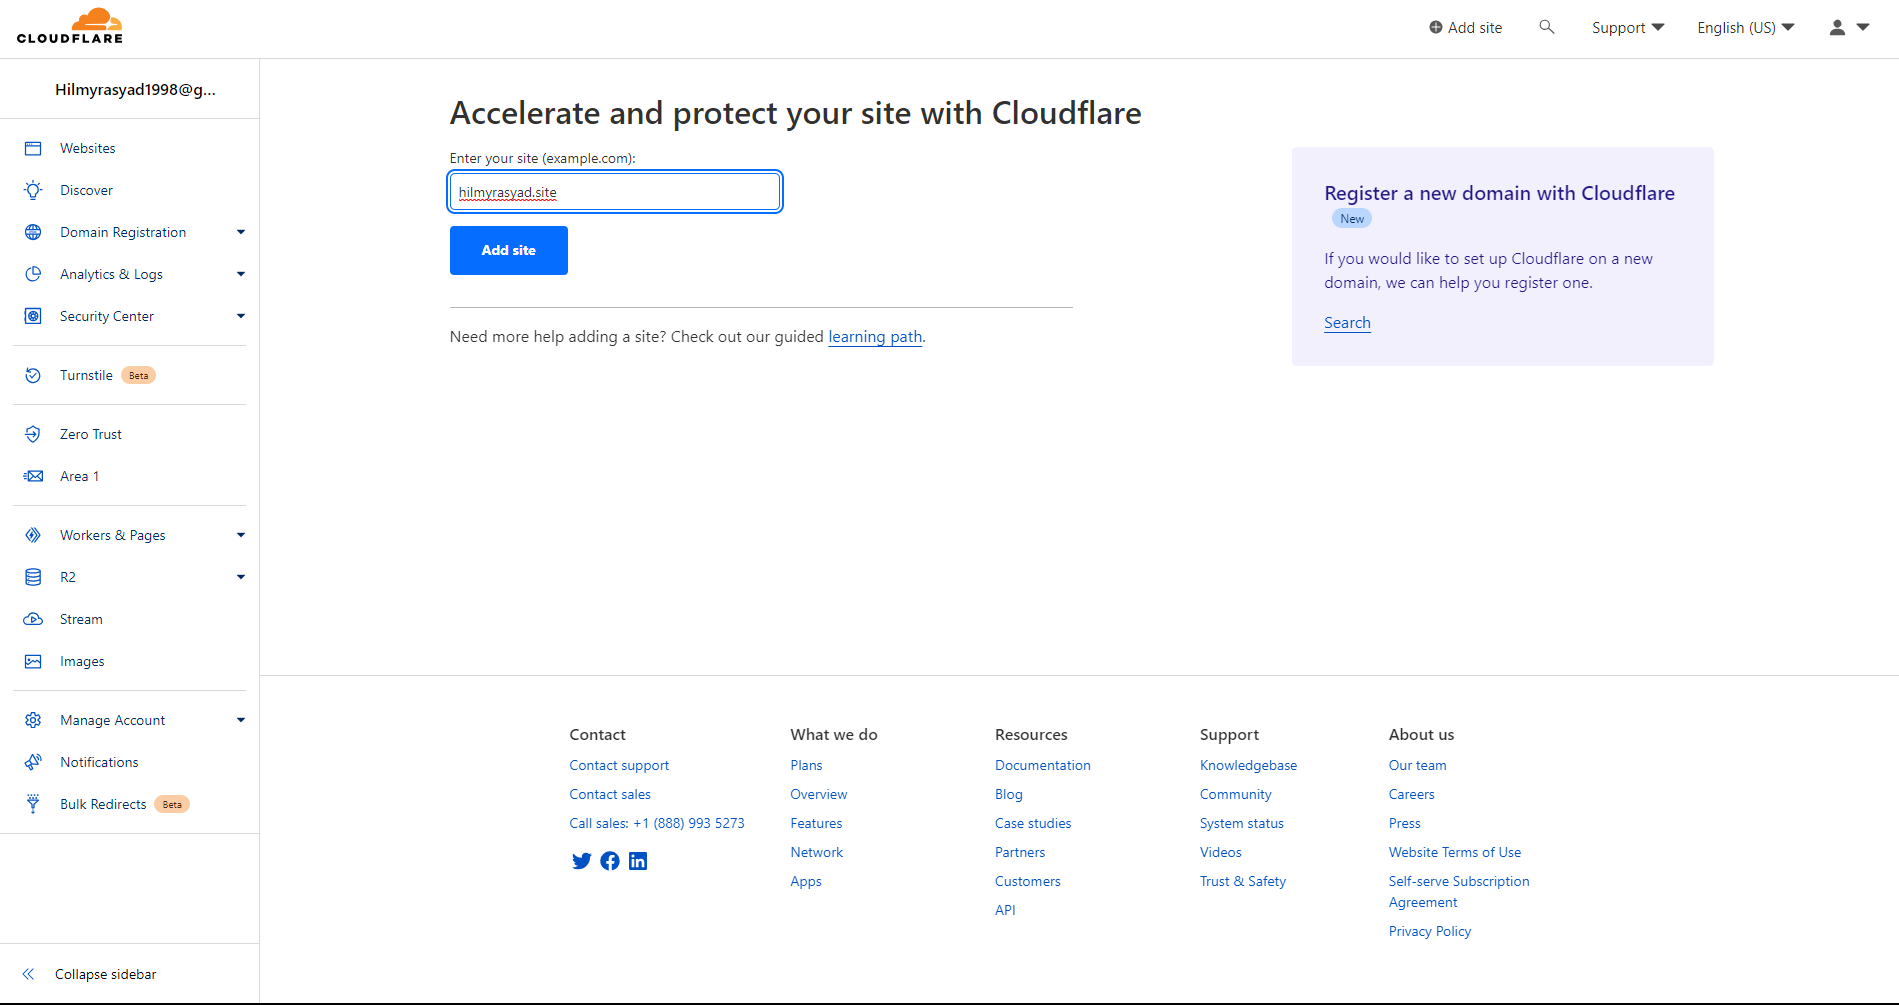 CLOUDFLARE
Add site
Support
English (US)
Hilmyrasyad1998@g...
Websites
Discover
Domain Registration
Analytics & Logs
Security Center
Turnstile Beta
Zero Trust
Area 1
Workers & Pages
R2
Stream
Images
Manage Account
Notifications
Bulk Redirects Beta
Collapse sidebar
Accelerate and protect your site with Cloudflare
Enter your site (example.com):
hilmyrasyad.site
Add site
Need more help adding a site? Check out our guided learning path.
Register a new domain with Cloudflare
New
If you would like to set up Cloudflare on a new
domain, we can help you register one.
Search
Contact
Contact support
Contact sales
Call sales: +1 (888) 993 5273
What we do
Plans
Overview
Features
Network
Apps
Resources
Documentation
Blog
Case studies
Partners
Customers
API
Support
Knowledgebase
Community
System status
Videos
Trust & Safety
About us
Our team
Careers
Press
Website Terms of Use
Self-serve Subscription
Agreement
Privacy Policy